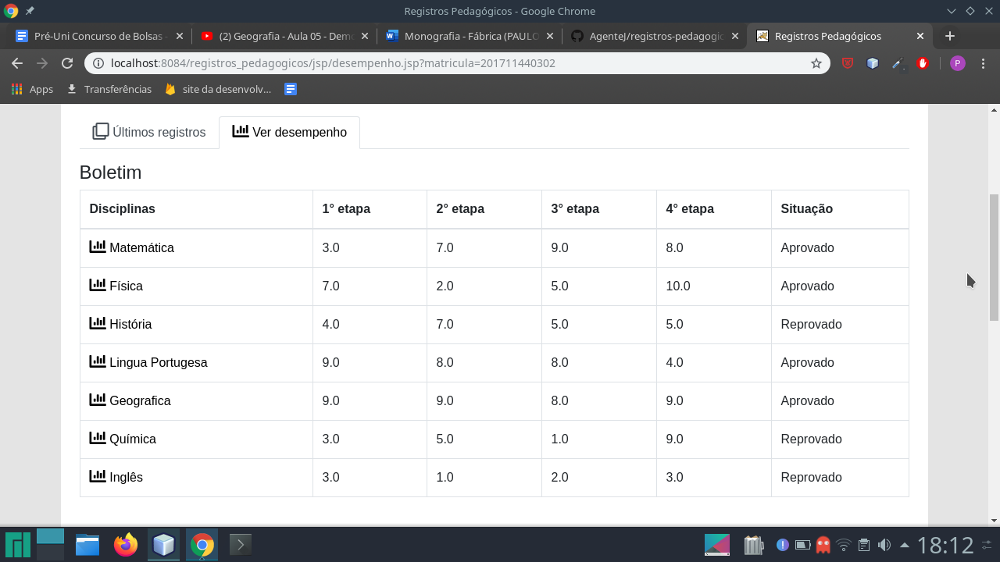 Registros Pedagógicos - Google Chrome
Pré-Uni Concurso de Bolsas -
(2) Geografia - Aula 05 - Demo
Monografia - Fábrica (PAULO
AgenteJ/registros-pedagogic
Registros Pedagógicos
localhost:8084/registros_pedagogicos/jsp/desempenho.jsp?matricula=201711440302
P
Apps Transferências site da desenvolv...
Últimos registros Ver desempenho
Boletim
Disciplinas 1° etapa 2° etapa 3° etapa 4° etapa Situação
Matemática 3.0 7.0 9.0 8.0 Aprovado
Física 7.0 2.0 5.0 10.0 Aprovado
História 4.0 7.0 5.0 5.0 Reprovado
Lingua Portugesa 9.0 8.0 8.0 4.0 Aprovado
Geografica 9.0 9.0 8.0 9.0 Aprovado
Química 3.0 5.0 1.0 9.0 Reprovado
Inglês 3.0 1.0 2.0 3.0 Reprovado
18:12